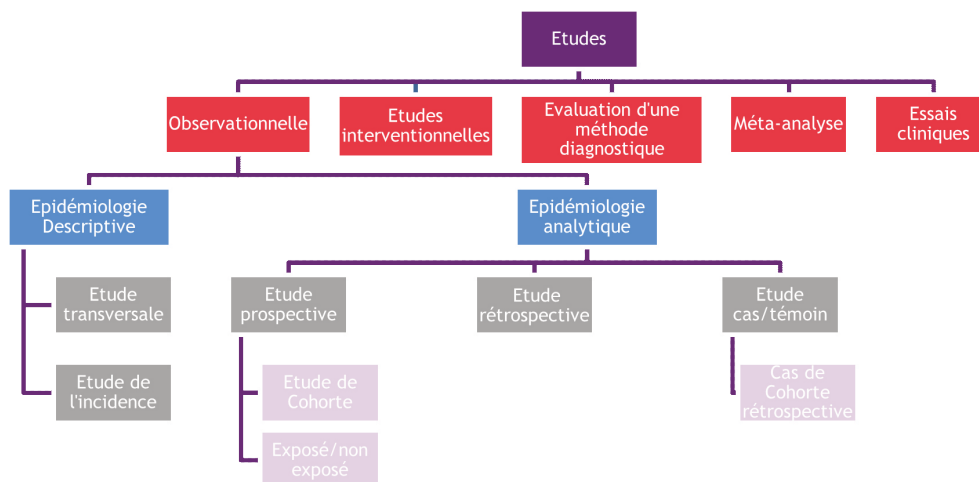 Etudes
Observationnelle
Etudes
interventionnelles
Evaluation d'une
méthode
diagnostique
Méta-analyse
Essais
cliniques
Epidémiologie
Descriptive
Epidémiologie
analytique
Etude
transversale
Etude
prospective
Etude
rétrospective
Etude
cas/témoin
Etude de
l'incidence
Etude de
Cohorte
Cas de
Cohorte
rétrospective
Exposé/non
exposé